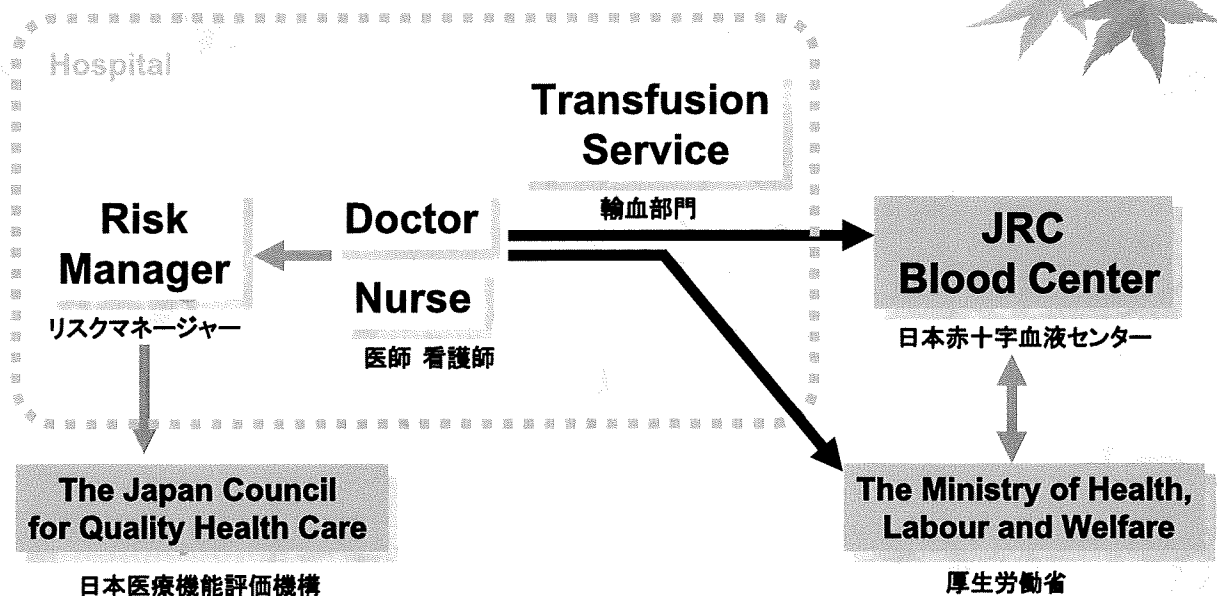 Hospital
Transfusion
Service
輸血部門
Risk
Manager
リスクマネージャー
Doctor
Nurse
医師 看護師
JRC
Blood Center
日本赤十字血液センター
The Japan Council
for Quality Health Care
日本医療機能評価機構
The Ministry of Health,
Labour and Welfare
厚生労働省